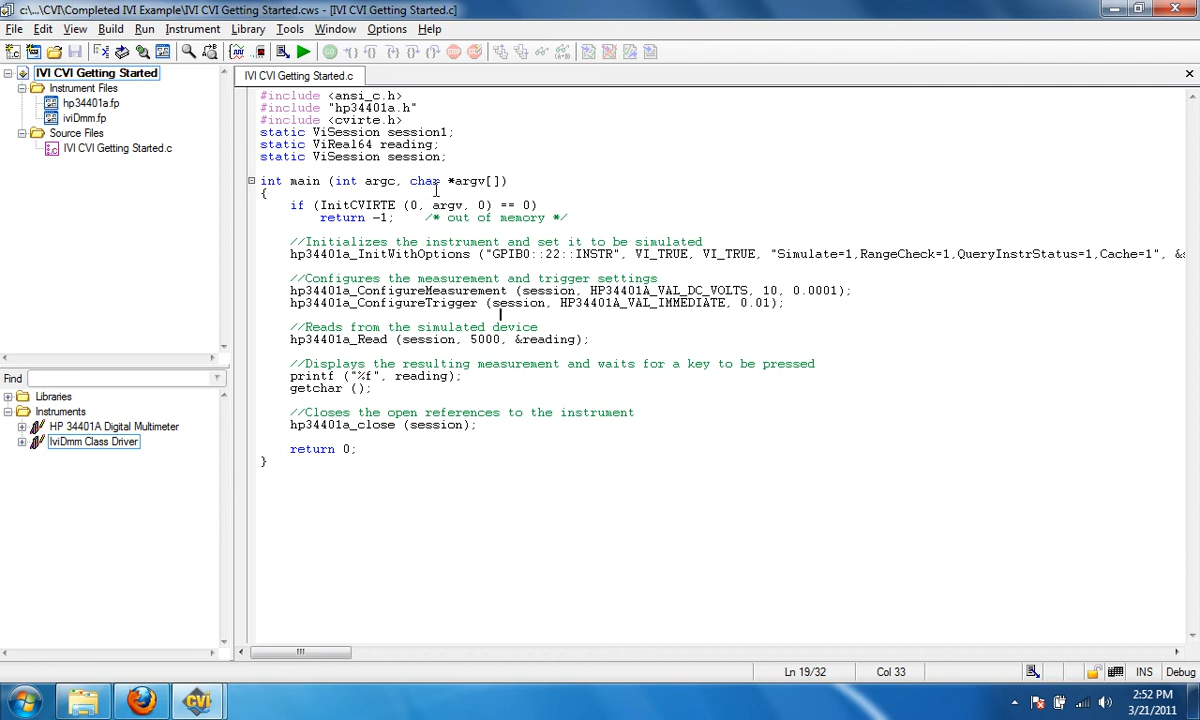 c:\...\CVI\Completed IVI Example\IVI CVI Getting Started.cws - [IVI CVI Getting Started.c]
File Edit View Build Run Instrument Library Tools Window Options Help
IVI CVI Getting Started
Instrument Files
hp34401a.fp
iviDmm.fp
Source Files
IVI CVI Getting Started.c
Find
Libraries
Instruments
HP 34401A Digital Multimeter
IviDmm Class Driver
IVI CVI Getting Started.c
#include <ansi_c.h>
#include "hp34401a.h"
#include <cvirte.h>
static ViSession session1;
static ViReal64 reading;
static ViSession session;
int main (int argc, char *argv[])
{
if (InitCVIRTE (0, argv, 0) == 0)
return -1; /* out of memory */
//Initializes the instrument and set it to be simulated
hp34401a_InitWithOptions ("GPIB0::22::INSTR", VI_TRUE, VI_TRUE, "Simulate=1,RangeCheck=1,QueryInstrStatus=1,Cache=1", &s
//Configures the measurement and trigger settings
hp34401a_ConfigureMeasurement (session, HP34401A_VAL_DC_VOLTS, 10, 0.0001);
hp34401a_ConfigureTrigger (session, HP34401A_VAL_IMMEDIATE, 0.01);
//Reads from the simulated device
hp34401a_Read (session, 5000, &reading);
//Displays the resulting measurement and waits for a key to be pressed
printf ("%f", reading);
getchar ();
//Closes the open references to the instrument
hp34401a_close (session);
return 0;
}
Ln 19/32 Col 33 INS Debug
CVI
2:52 PM
3/21/2011